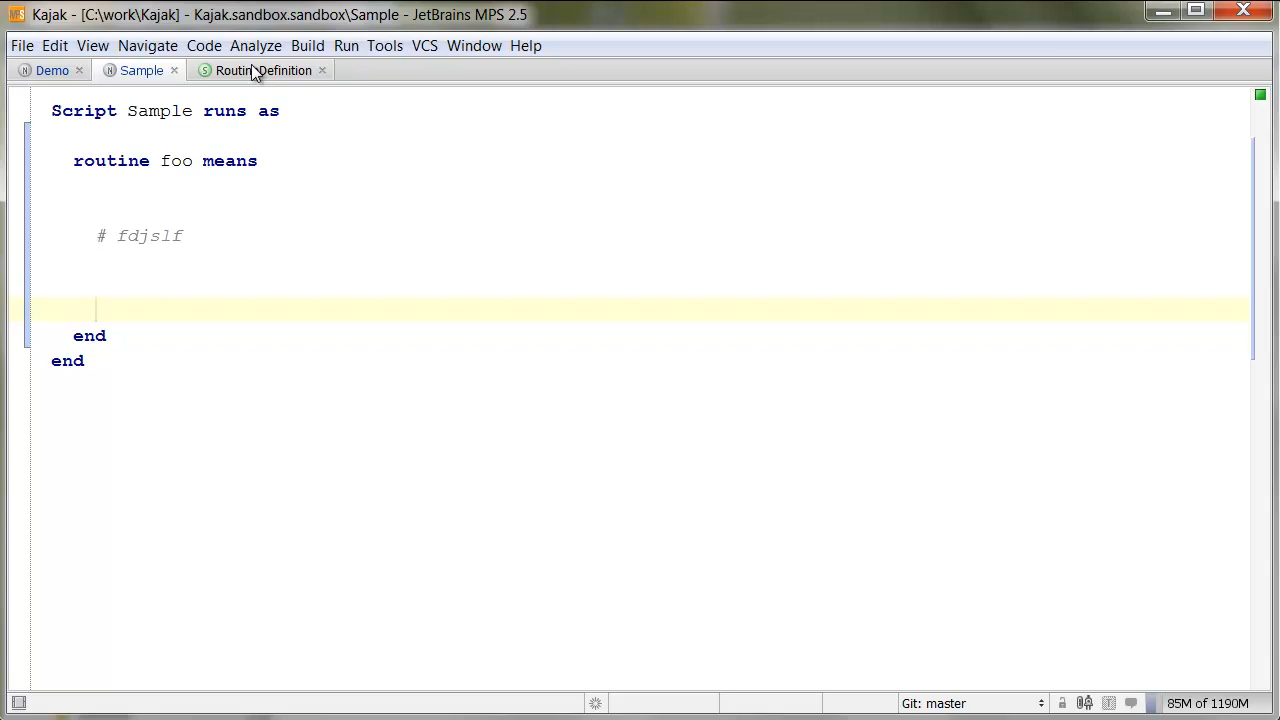 Kajak - [C:\work\Kajak] - Kajak.sandbox.sandbox\Sample - JetBrains MPS 2.5
File Edit View Navigate Code Analyze Build Run Tools VCS Window Help
N Demo N Sample S RoutineDefinition
Script Sample runs as
routine foo means
# fdjslf
end
end
Git: master 85M of 1190M